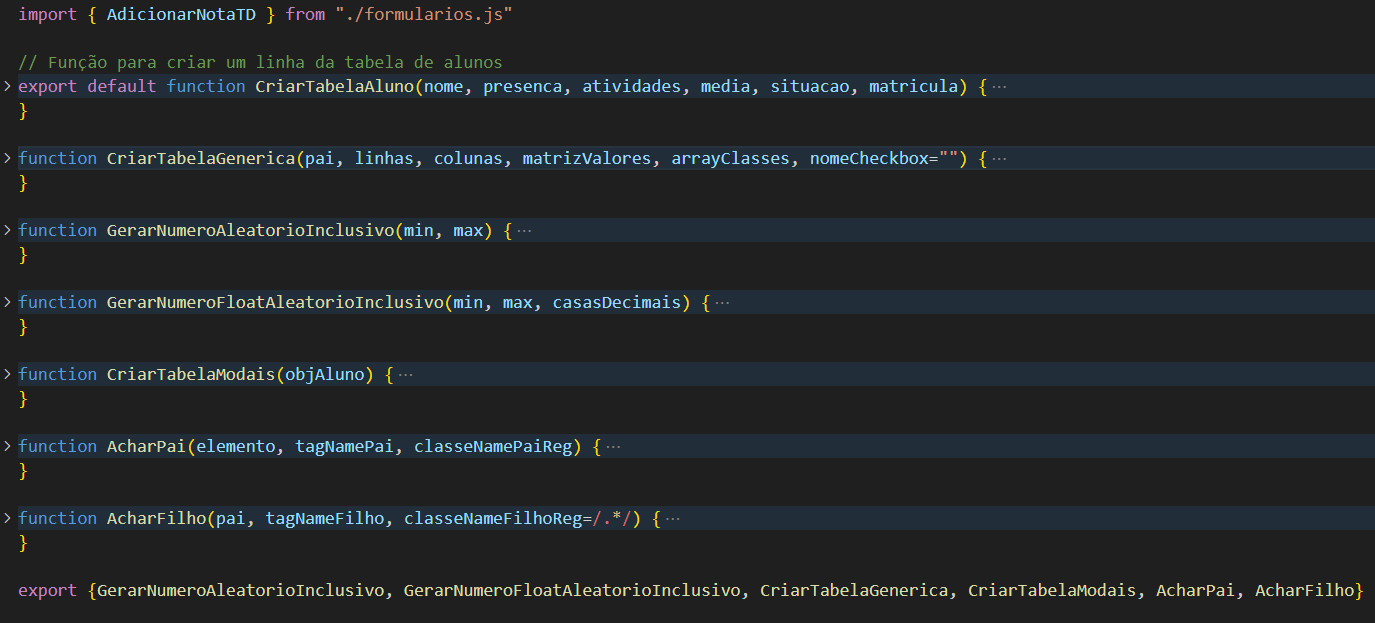 import { AdicionarNotaTD } from "./formularios.js"
// Função para criar um linha da tabela de alunos
export default function CriarTabelaAluno(nome, presenca, atividades, media, situacao, matricula) { ···
}
function CriarTabelaGenerica(pai, linhas, colunas, matrizValores, arrayClasses, nomeCheckbox="") { ···
}
function GerarNumeroAleatorioInclusivo(min, max) { ···
}
function GerarNumeroFloatAleatorioInclusivo(min, max, casasDecimais) { ···
}
function CriarTabelaModais(objAluno) { ···
}
function AcharPai(elemento, tagNamePai, classeNamePaiReg) { ···
}
function AcharFilho(pai, tagNameFilho, classeNameFilhoReg=/.*/) { ···
}
export {GerarNumeroAleatorioInclusivo, GerarNumeroFloatAleatorioInclusivo, CriarTabelaGenerica, CriarTabelaModais, AcharPai, AcharFilho}